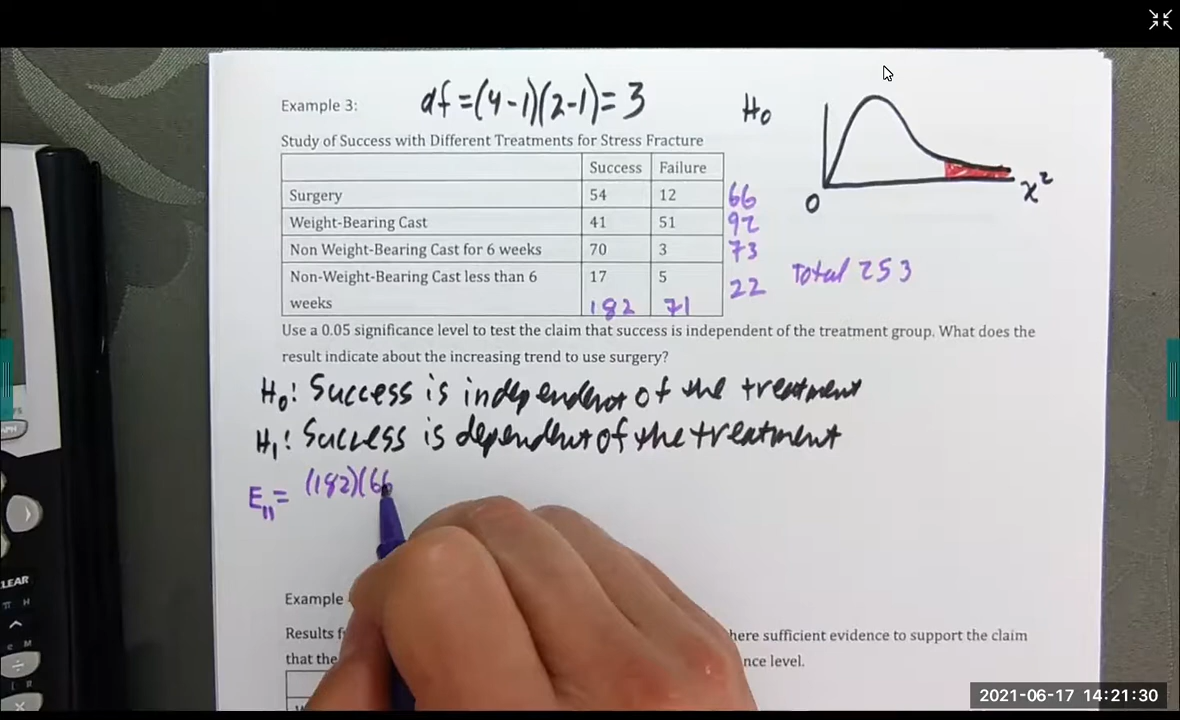 Example 3: df = (4-1)(2-1) = 3 H₀
Study of Success with Different Treatments for Stress Fracture
Success Failure
Surgery 54 12 66
Weight-Bearing Cast 41 51 92
Non Weight-Bearing Cast for 6 weeks 70 3 73
Non-Weight-Bearing Cast less than 6 17 5 22
weeks 182 71
0 x²
Total 253
Use a 0.05 significance level to test the claim that success is independent of the treatment group. What does the
result indicate about the increasing trend to use surgery?
H₀: Success is independent of the treatment
H₁: Success is dependent of the treatment
E₁₁ = (182)(66
Example
Results f here sufficient evidence to support the claim
that the nce level.
LEAR
2021-06-17 14:21:30